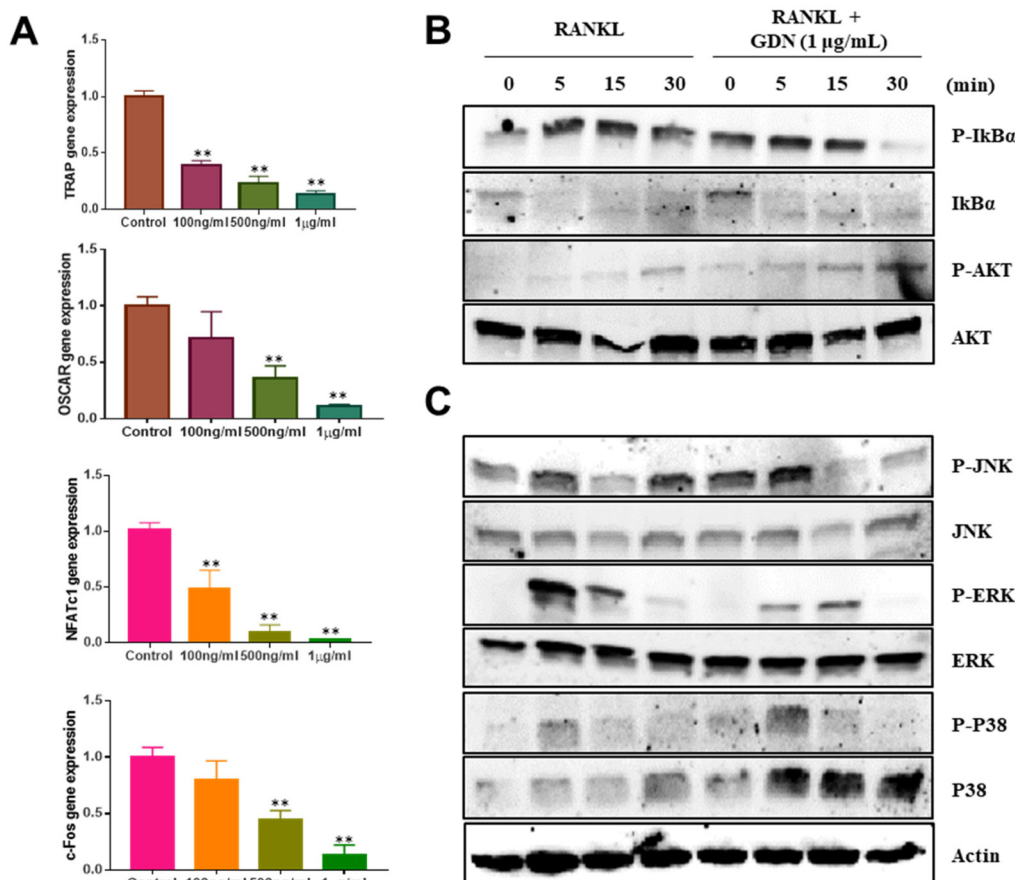 A
TRAP gene expression
1.5
1.0
0.5
0.0
**
**
**
Control 100ng/ml 500ng/ml 1μg/ml
OSCAR gene expression
1.5
1.0
0.5
0.0
**
**
Control 100ng/ml 500ng/ml 1μg/ml
NFATc1 gene expression
1.5
1.0
0.5
0.0
**
**
**
Control 100ng/ml 500ng/ml 1μg/ml
c-Fos gene expression
1.5
1.0
0.5
0.0
**
**
B
RANKL
RANKL +
GDN (1 μg/mL)
0 5 15 30 0 5 15 30 (min)
P-IkBα
IkBα
P-AKT
AKT
C
P-JNK
JNK
P-ERK
ERK
P-P38
P38
Actin